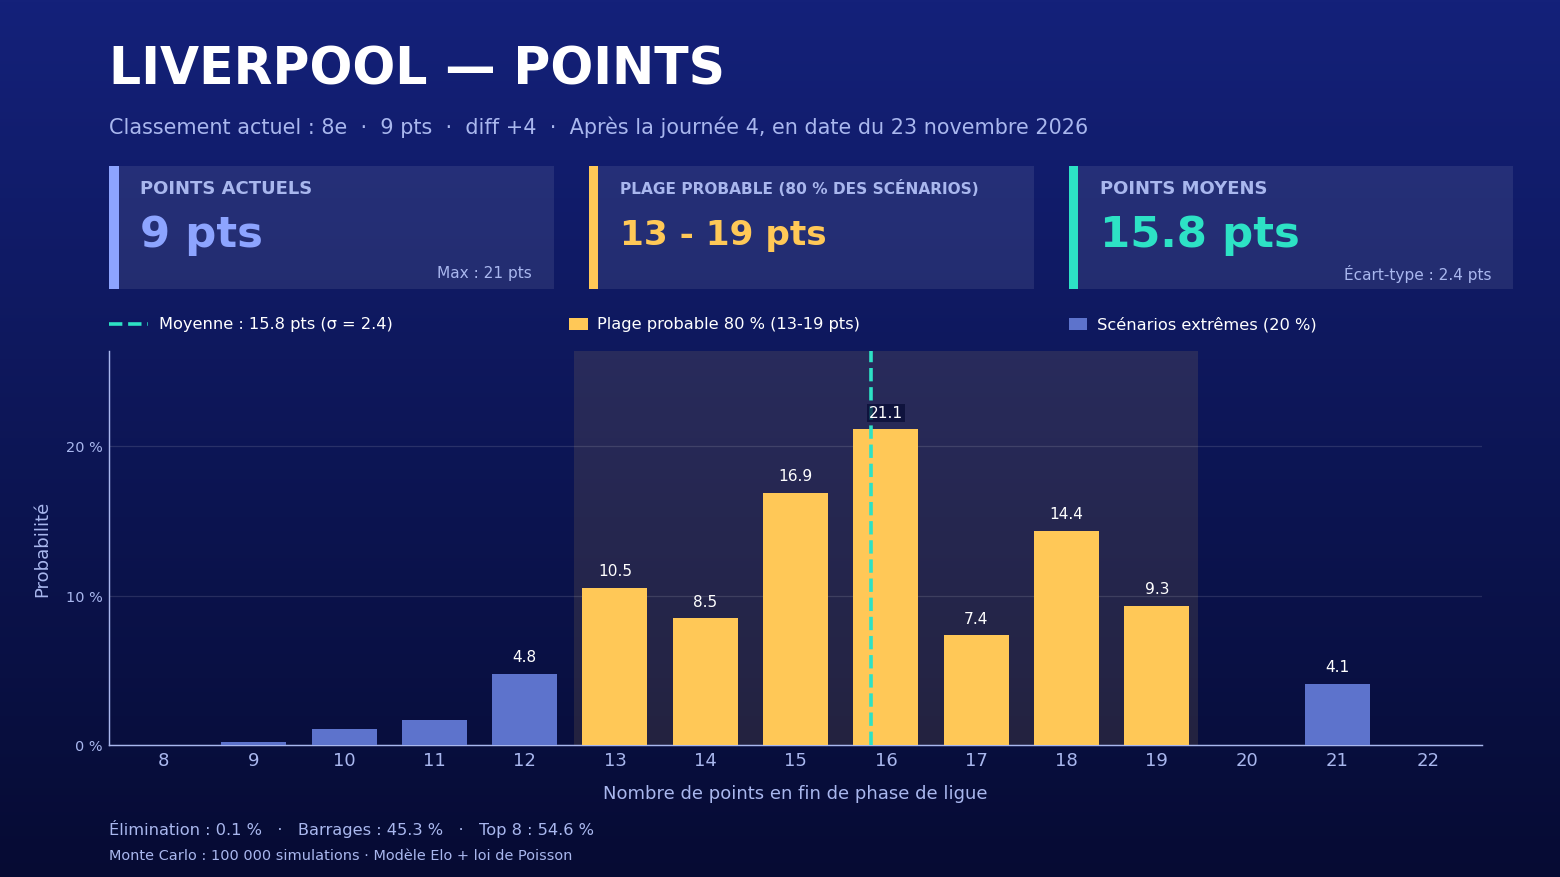 LIVERPOOL — POINTS
Classement actuel : 8e · 9 pts · diff +4 · Après la journée 4, en date du 23 novembre 2026
POINTS ACTUELS
9 pts
Max : 21 pts
PLAGE PROBABLE (80 % DES SCÉNARIOS)
13 - 19 pts
POINTS MOYENS
15.8 pts
Écart-type : 2.4 pts
Moyenne : 15.8 pts (σ = 2.4)
Plage probable 80 % (13-19 pts)
Scénarios extrêmes (20 %)
Probabilité
20 %
10 %
0 %
4.8
10.5
8.5
16.9
21.1
7.4
14.4
9.3
4.1
8 9 10 11 12 13 14 15 16 17 18 19 20 21 22
Nombre de points en fin de phase de ligue
Élimination : 0.1 % · Barrages : 45.3 % · Top 8 : 54.6 %
Monte Carlo : 100 000 simulations · Modèle Elo + loi de Poisson